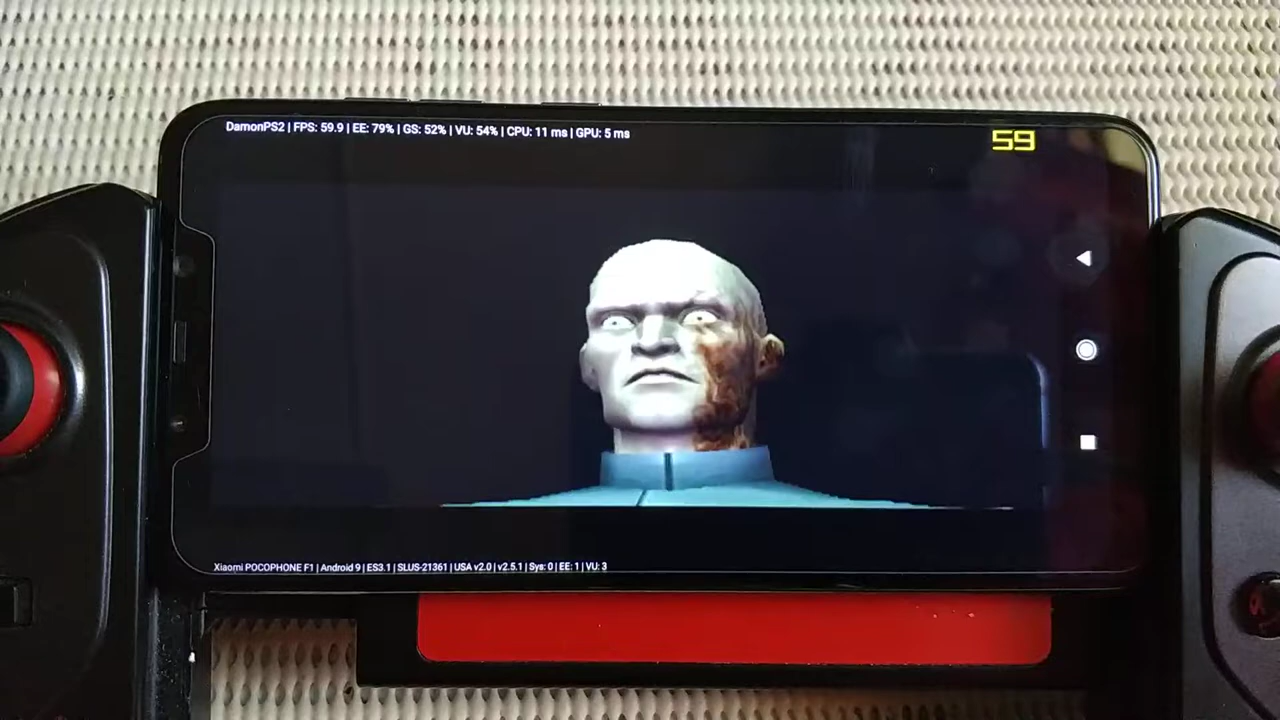 DamonPS2 | FPS: 59.9 | EE: 79% | GS: 52% | VU: 54% | CPU: 11 ms | GPU: 5 ms
59
Xiaomi POCOPHONE F1 | Android 9 | ES3.1 | SLUS-21361 | USA v2.0 | v2.5.1 | Sys: 0 | EE: 1 | VU: 3